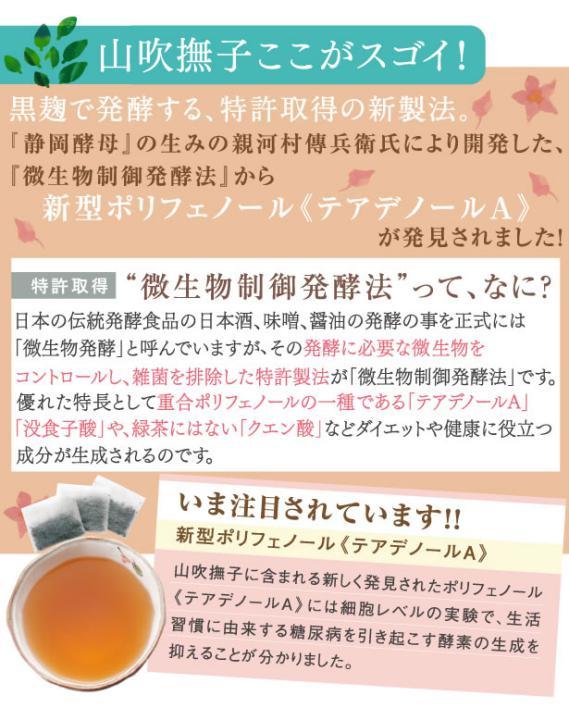 山吹撫子ここがスゴイ!
黒麹で発酵する、特許取得の新製法。
『静岡酵母』の生みの親河村傳兵衛氏により開発した、
『微生物制御発酵法』から
新型ポリフェノール《テアデノールA》
が発見されました!
特許取得 “微生物制御発酵法”って、なに?
日本の伝統発酵食品の日本酒、味噌、醤油の発酵の事を正式には
「微生物発酵」と呼んでいますが、その発酵に必要な微生物を
コントロールし、雑菌を排除した特許製法が「微生物制御発酵法」です。
優れた特長として重合ポリフェノールの一種である「テアデノールA」
「没食子酸」や、緑茶にはない「クエン酸」などダイエットや健康に役立つ
成分が生成されるのです。
いま注目されています!!
新型ポリフェノール《テアデノールA》
山吹撫子に含まれる新しく発見されたポリフェノール
《テアデノールA》には細胞レベルの実験で、生活
習慣に由来する糖尿病を引き起こす酵素の生成を
抑えることが分かりました。